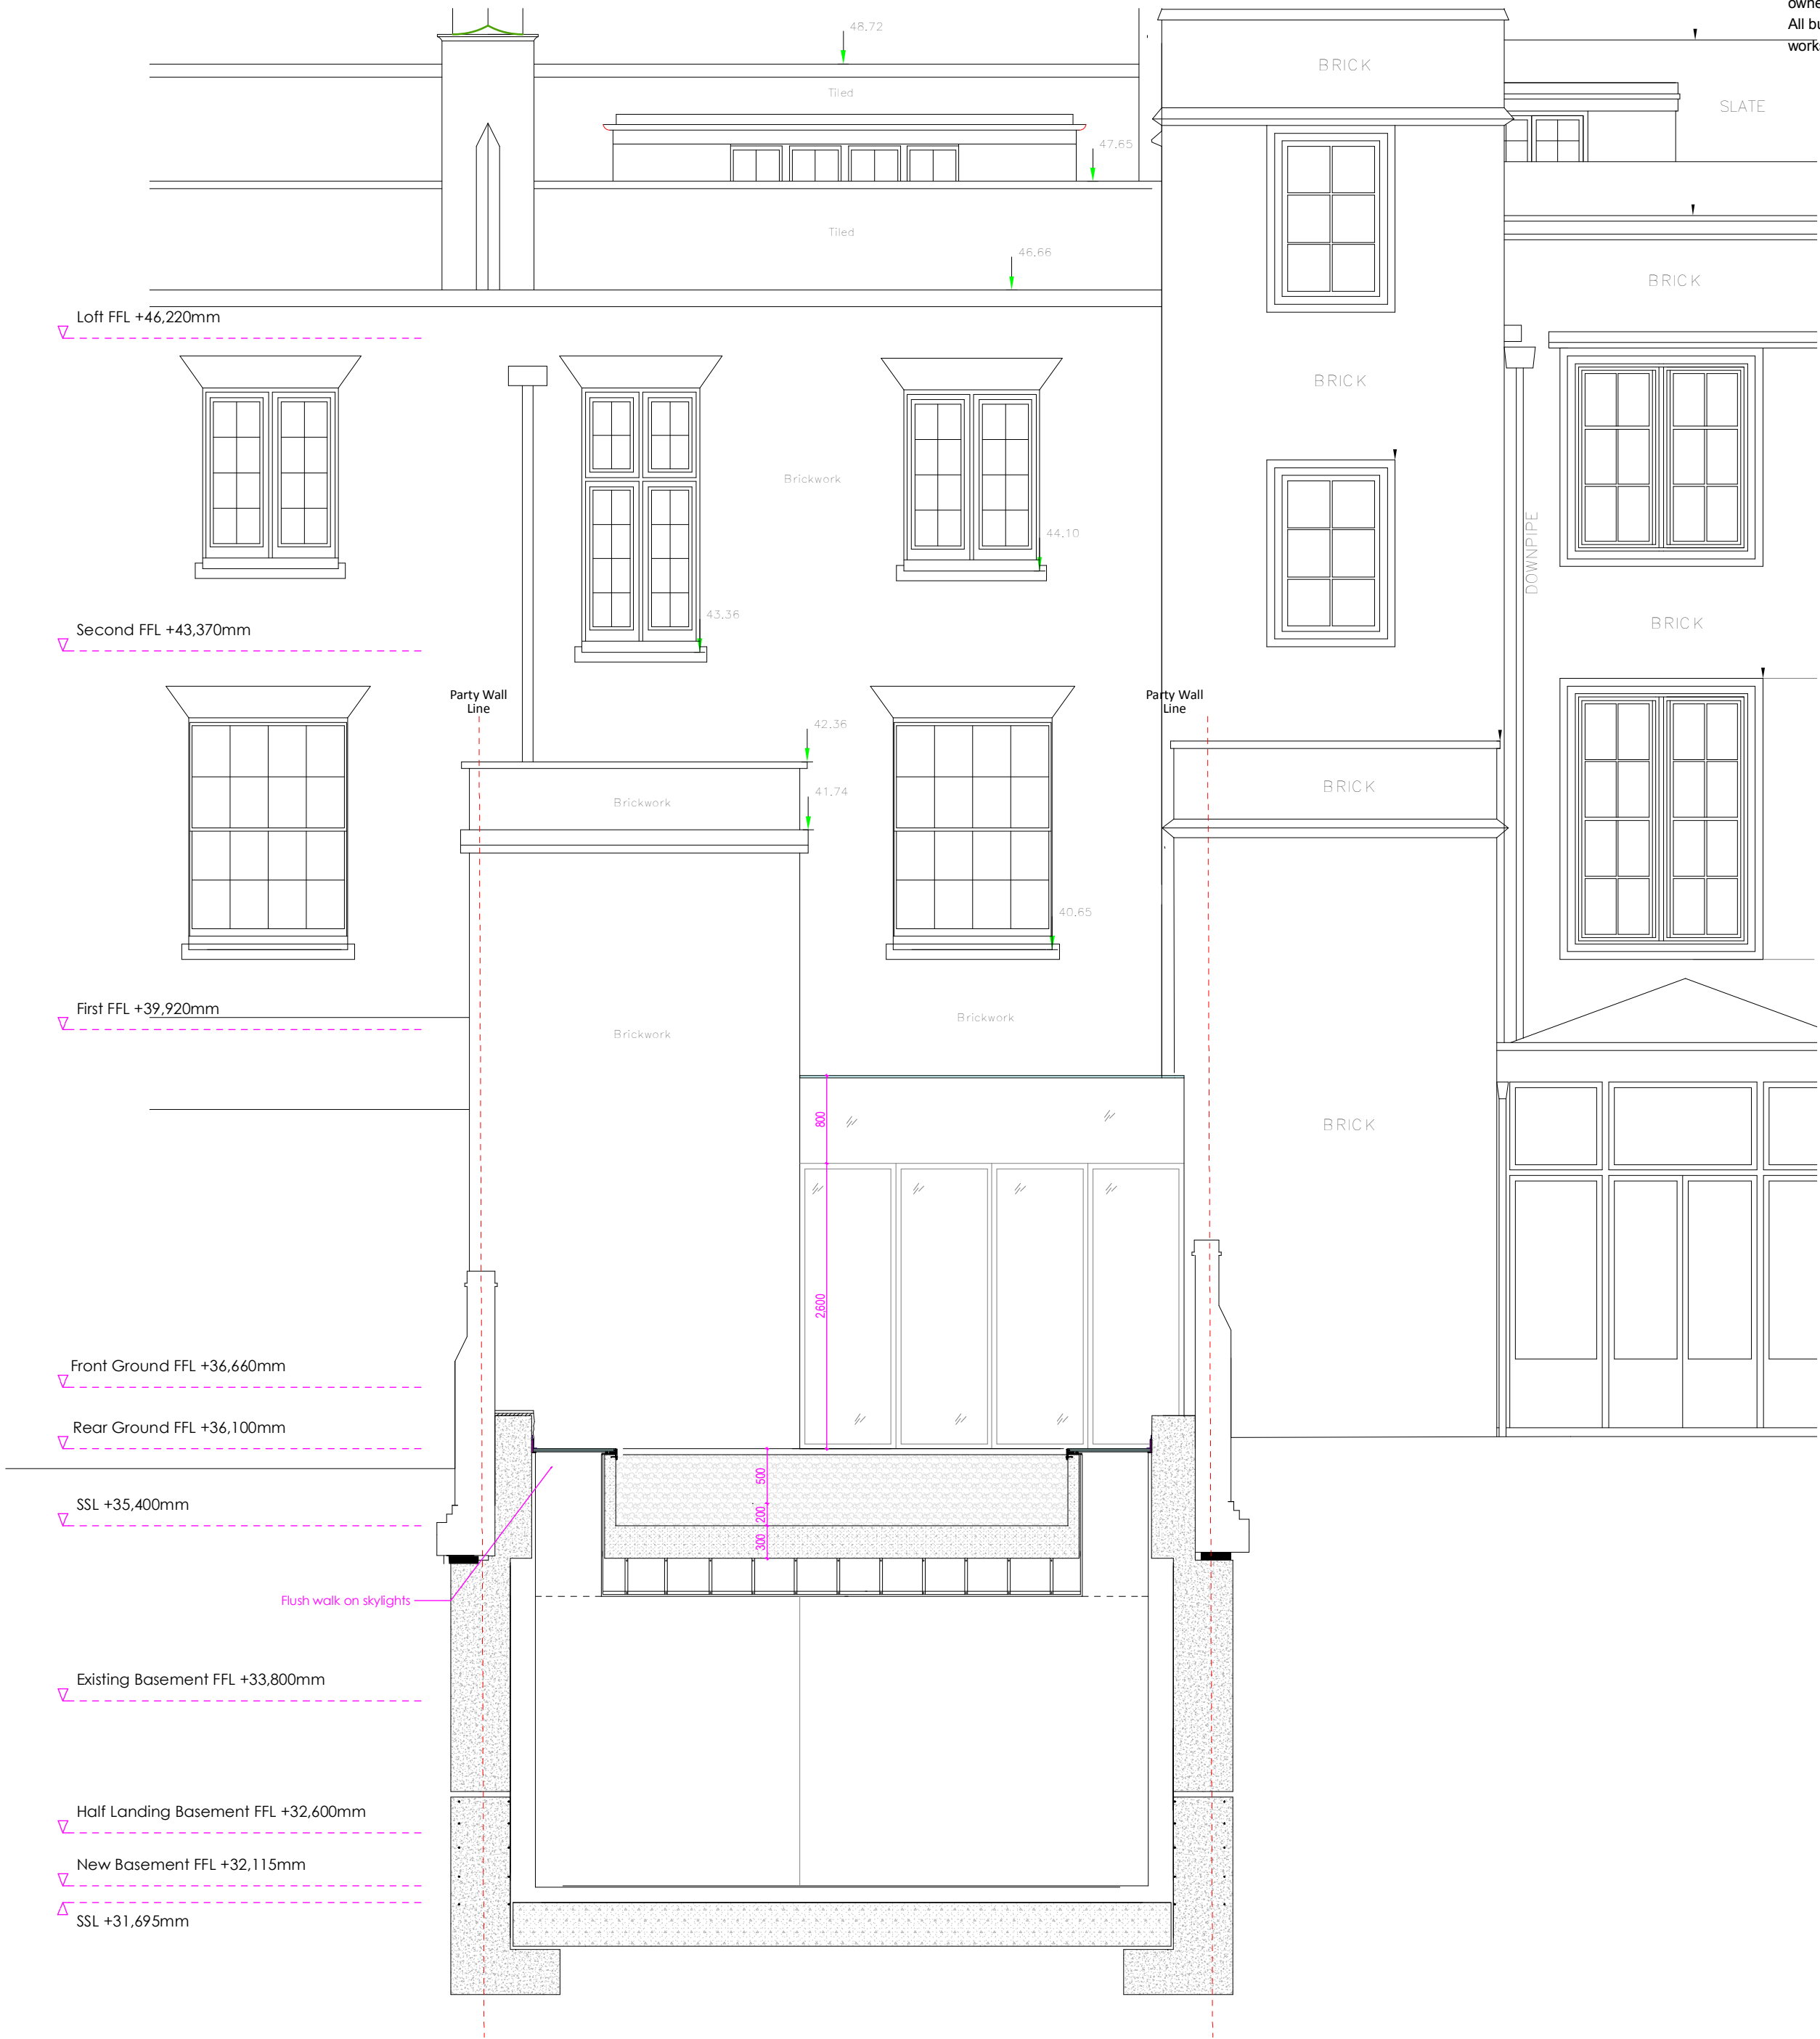 owne
All bu
work
48.72
BRICK
Tiled
SLATE
47.65
Tiled
46.66
BRICK
Loft FFL +46,220mm
BRICK
Brickwork
44.10
DOWNPIPE
43.36
Second FFL +43,370mm
BRICK
Party Wall
Line
Party Wall
Line
42.36
BRICK
41.74
Brickwork
40.65
First FFL +39,920mm
Brickwork
Brickwork
800
BRICK
2,600
Front Ground FFL +36,660mm
Rear Ground FFL +36,100mm
500
SSL +35,400mm
200
300
Flush walk on skylights
Existing Basement FFL +33,800mm
Half Landing Basement FFL +32,600mm
New Basement FFL +32,115mm
SSL +31,695mm